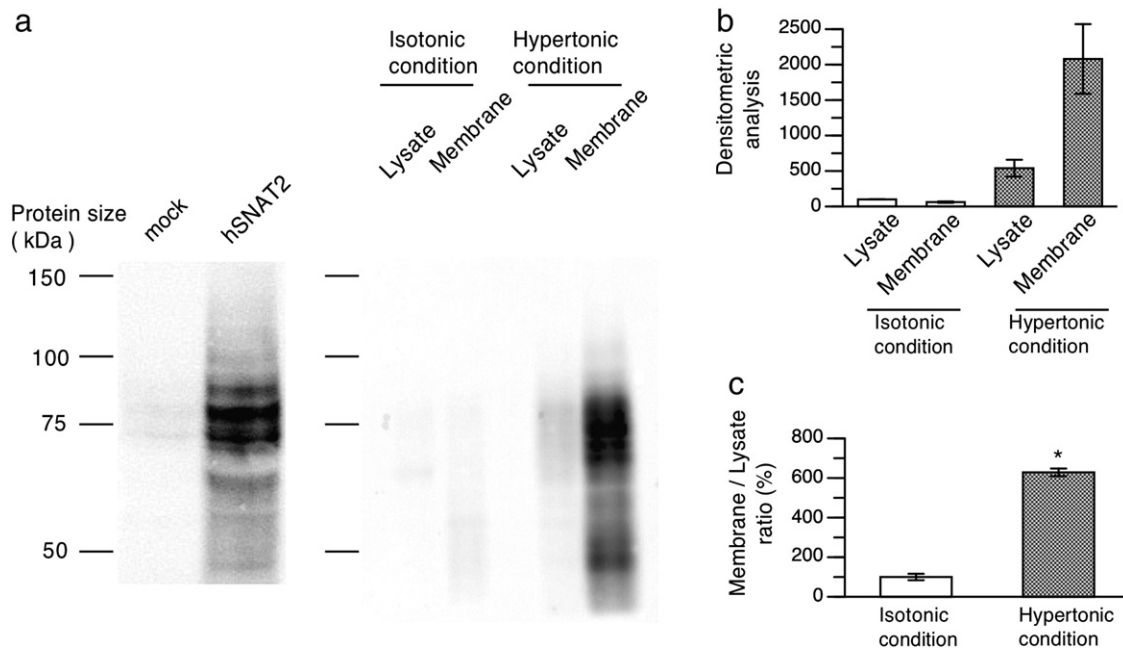 a
Isotonic
condition
Hypertonic
condition
Lysate
Membrane
Lysate
Membrane
Protein size
( kDa )
mock
hSNAT2
150
100
75
50
b
Densitometric
analysis
2500
2000
1500
1000
500
0
Lysate
Membrane
Lysate
Membrane
Isotonic
condition
Hypertonic
condition
c
Membrane / Lysate
ratio (%)
800
600
400
200
0
*
Isotonic
condition
Hypertonic
condition